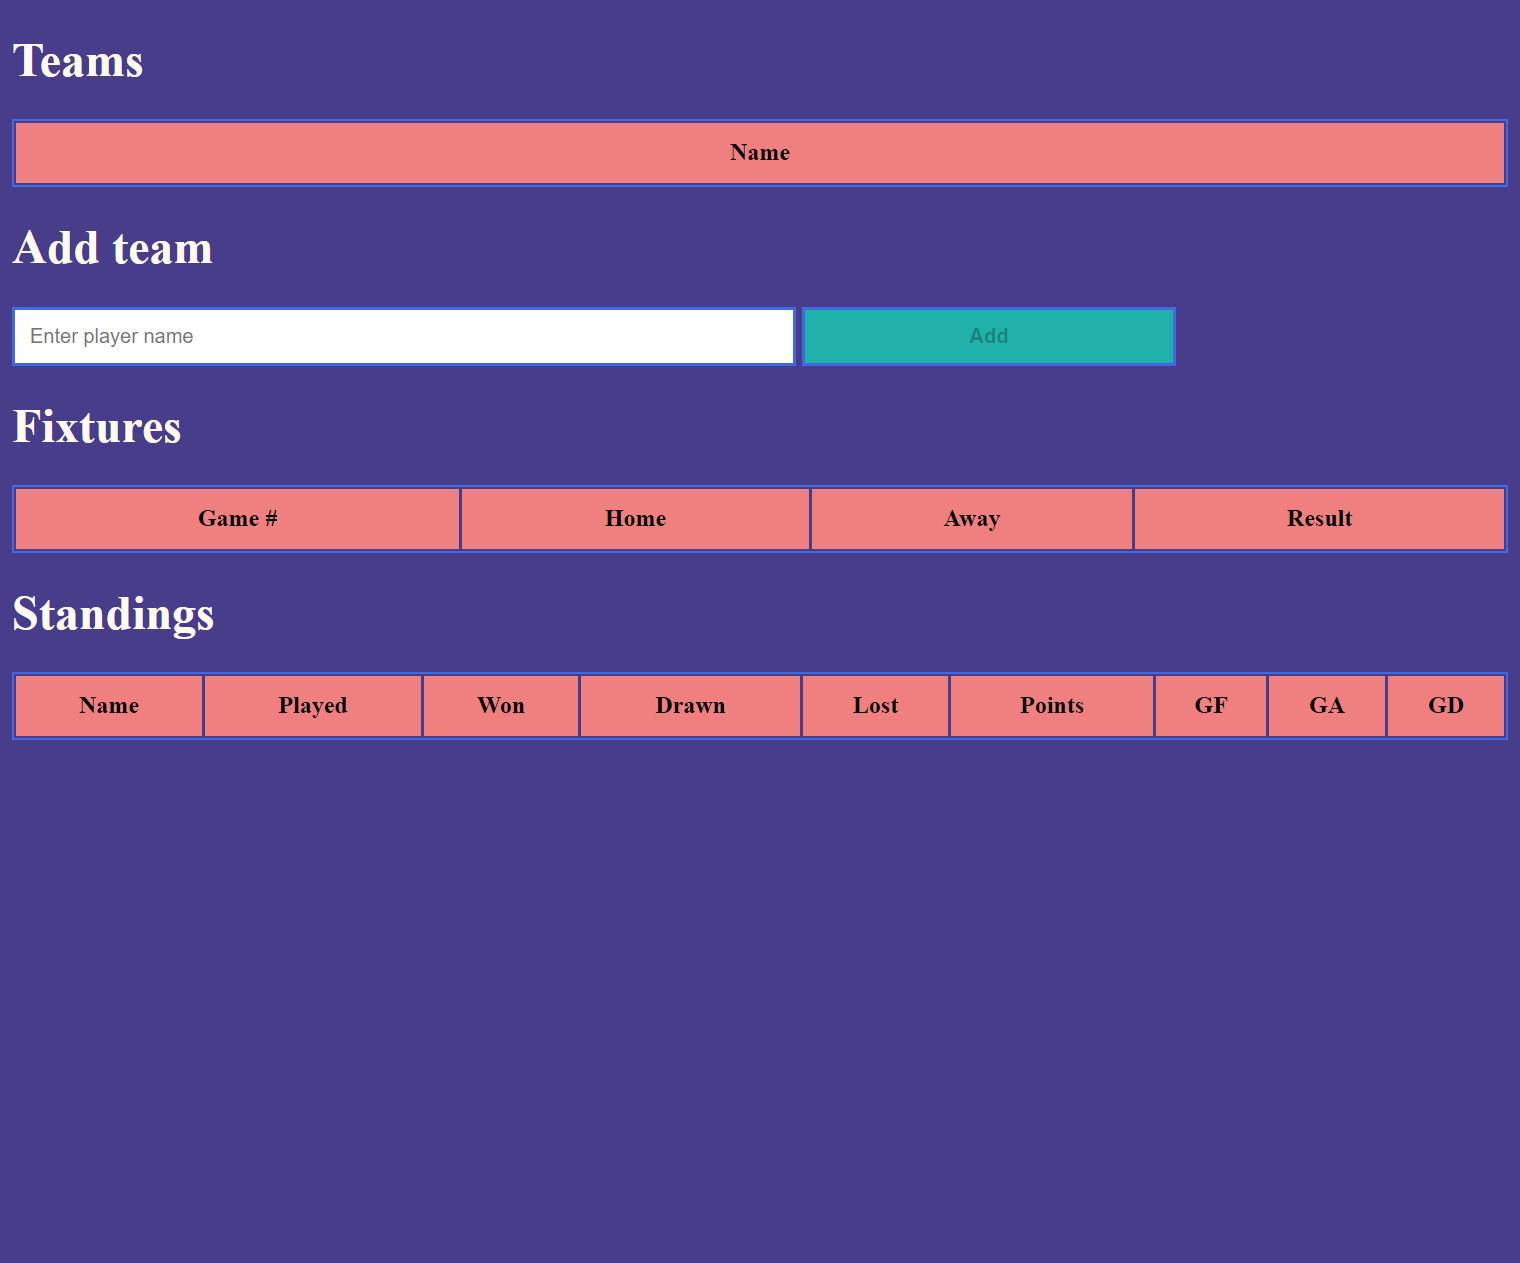 Teams
Name
Add team
Enter player name Add
Fixtures
Game # Home Away Result
Standings
Name Played Won Drawn Lost Points GF GA GD